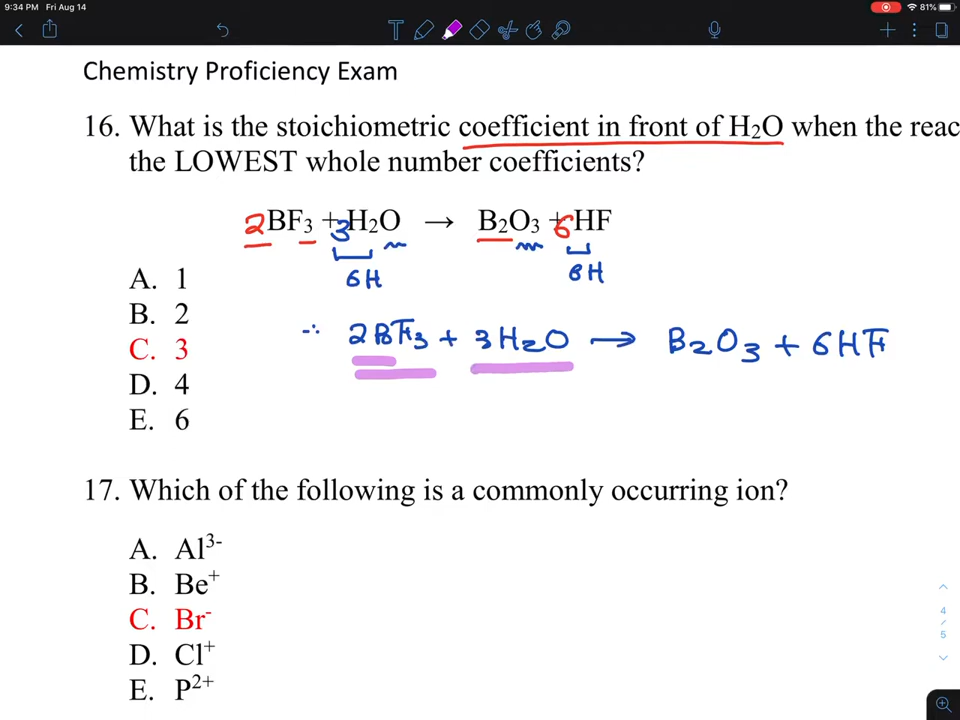 9:34 PM Fri Aug 14 81%
Chemistry Proficiency Exam
16. What is the stoichiometric coefficient in front of H₂O when the reac
the LOWEST whole number coefficients?
2BF₃ + 3H₂O → B₂O₃ + 6HF
6H 6H
A. 1
B. 2
C. 3
D. 4
E. 6
∴ 2BF₃ + 3H₂O → B₂O₃ + 6HF
17. Which of the following is a commonly occurring ion?
A. Al³⁻
B. Be⁺
C. Br⁻
D. Cl⁺
E. P²⁺
4
/
5